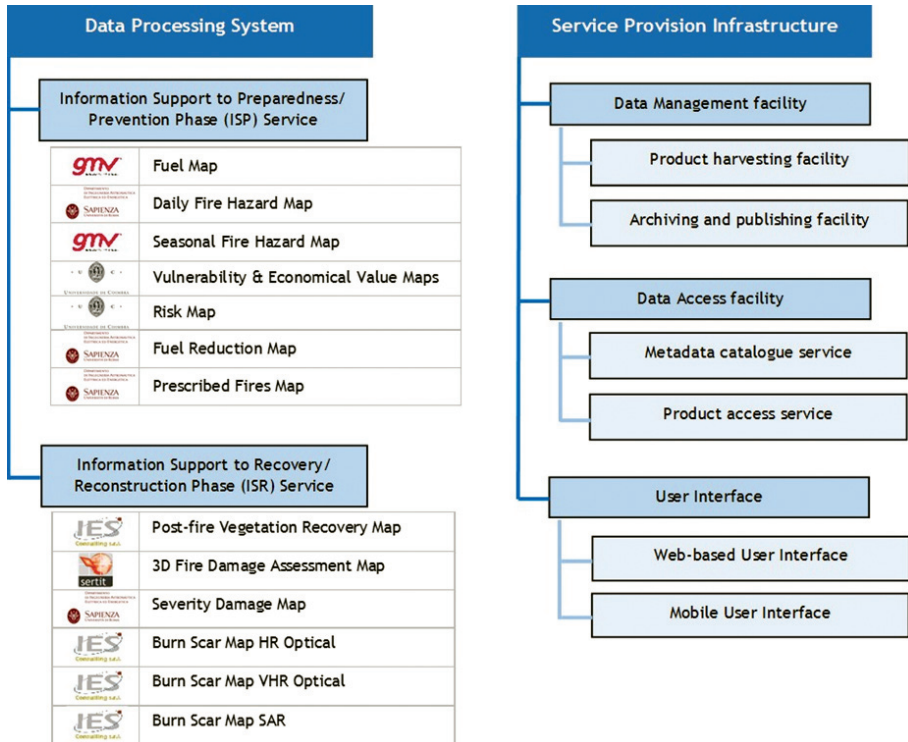 Data Processing System
Information Support to Preparedness/
Prevention Phase (ISP) Service
gmv
Fuel Map
SAPIENZA
Daily Fire Hazard Map
gmv
Seasonal Fire Hazard Map
· U C ·
UNIVERSIDADE DE COIMBRA
Vulnerability & Economical Value Maps
· U C ·
UNIVERSIDADE DE COIMBRA
Risk Map
SAPIENZA
Fuel Reduction Map
SAPIENZA
Prescribed Fires Map
Information Support to Recovery/
Reconstruction Phase (ISR) Service
IES
Consulting s.r.l.
Post-fire Vegetation Recovery Map
sertit
3D Fire Damage Assessment Map
SAPIENZA
Severity Damage Map
IES
Consulting s.r.l.
Burn Scar Map HR Optical
IES
Consulting s.r.l.
Burn Scar Map VHR Optical
IES
Consulting s.r.l.
Burn Scar Map SAR
Service Provision Infrastructure
Data Management facility
Product harvesting facility
Archiving and publishing facility
Data Access facility
Metadata catalogue service
Product access service
User Interface
Web-based User Interface
Mobile User Interface